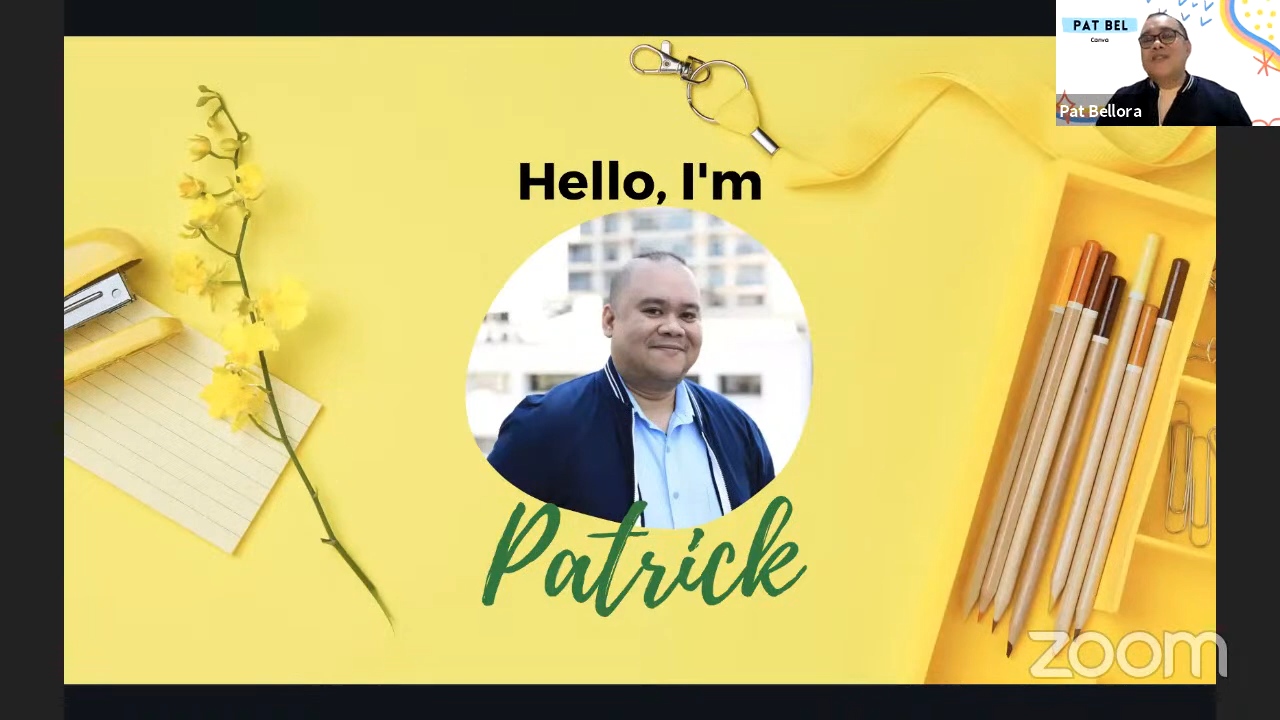 Hello, I'm
Patrick
PAT BEL
Canva
Pat Bellora
zoom